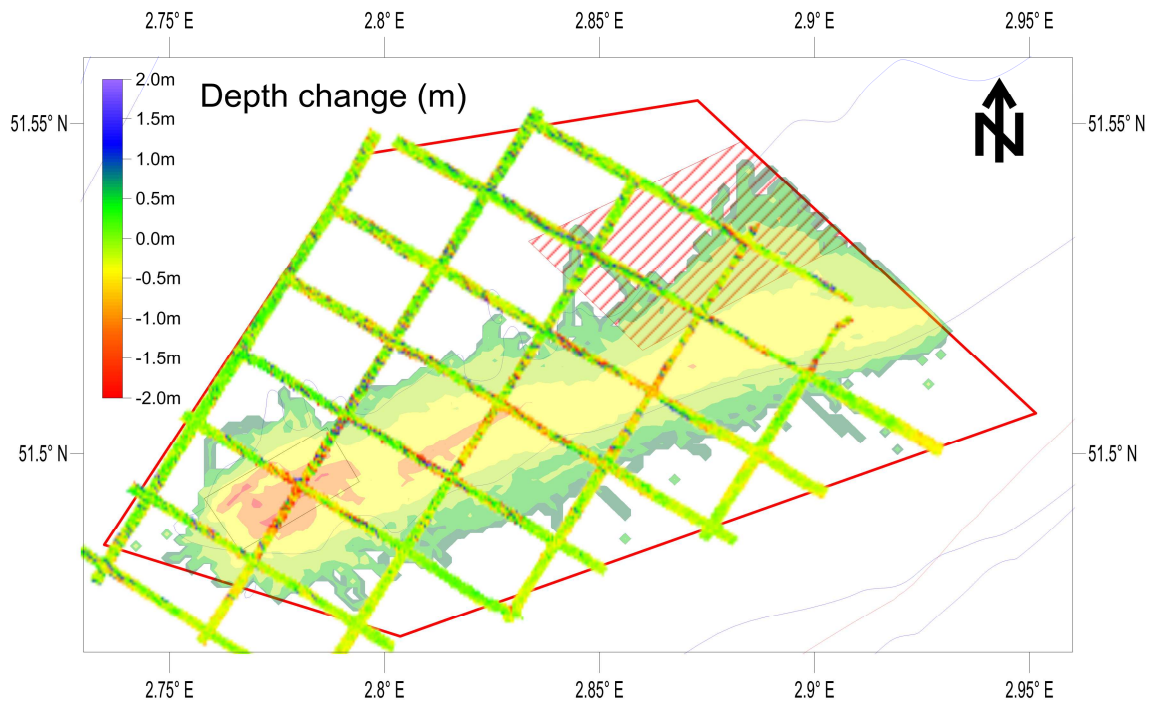 2.75° E 2.8° E 2.85° E 2.9° E 2.95° E
Depth change (m)
2.0m
1.5m
1.0m
0.5m
0.0m
-0.5m
-1.0m
-1.5m
-2.0m
51.55° N
51.55° N
N
51.5° N
51.5° N
2.75° E 2.8° E 2.85° E 2.9° E 2.95° E